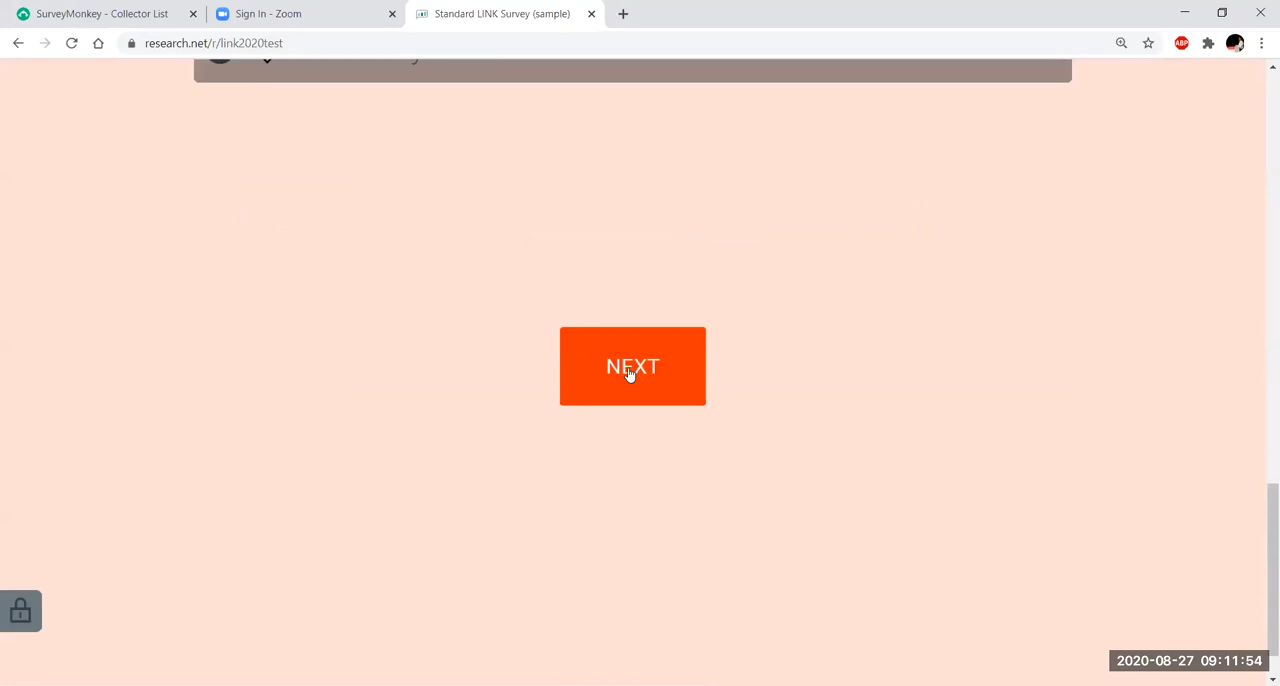 SurveyMonkey - Collector List
Sign In - Zoom
Standard LINK Survey (sample)
research.net/r/link2020test
ABP
NEXT
2020-08-27 09:11:54